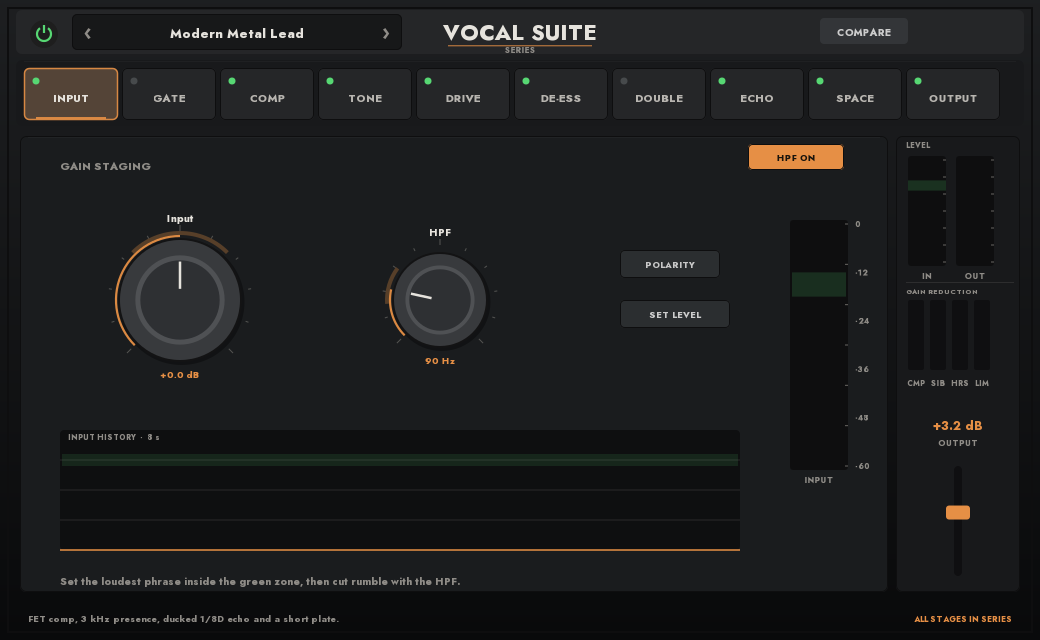 ‹ Modern Metal Lead ›
VOCAL SUITE
SERIES
COMPARE
INPUT
GATE
COMP
TONE
DRIVE
DE-ESS
DOUBLE
ECHO
SPACE
OUTPUT
GAIN STAGING
HPF ON
Input
+0.0 dB
HPF
90 Hz
POLARITY
SET LEVEL
0
-12
-24
-36
-48
-60
INPUT
INPUT HISTORY - 8 s
Set the loudest phrase inside the green zone, then cut rumble with the HPF.
LEVEL
IN OUT
GAIN REDUCTION
CMP SIB HRS LIM
+3.2 dB
OUTPUT
FET comp, 3 kHz presence, ducked 1/8D echo and a short plate.
ALL STAGES IN SERIES